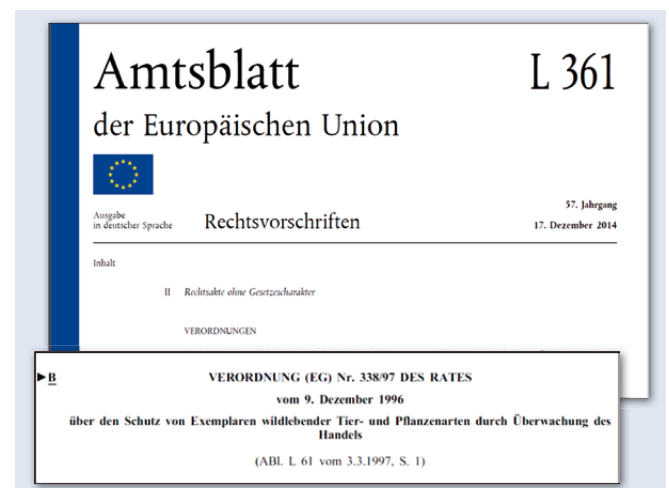 Amtsblatt L 361
der Europäischen Union
57. Jahrgang
Ausgabe
in deutscher Sprache Rechtsvorschriften 17. Dezember 2014
Inhalt
II Rechtsakte ohne Gesetzescharakter
VERORDNUNGEN
►B VERORDNUNG (EG) Nr. 338/97 DES RATES
vom 9. Dezember 1996
über den Schutz von Exemplaren wildlebender Tier- und Pflanzenarten durch Überwachung des
Handels
(ABl. L 61 vom 3.3.1997, S. 1)